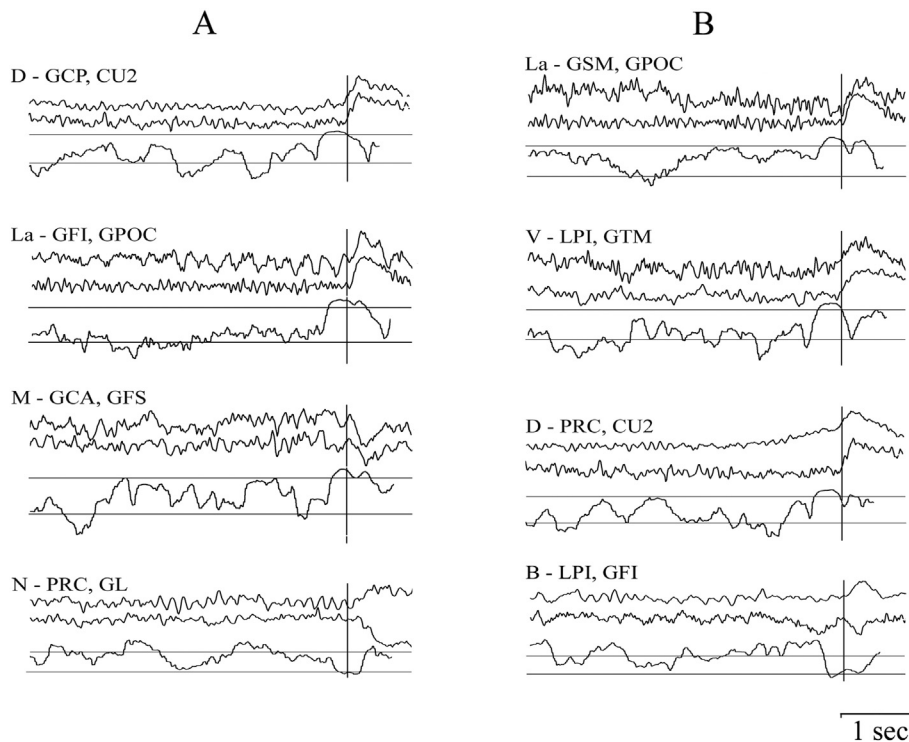 A
D - GCP, CU2
La - GFI, GPOC
M - GCA, GFS
N - PRC, GL
B
La - GSM, GPOC
V - LPI, GTM
D - PRC, CU2
B - LPI, GFI
1 sec